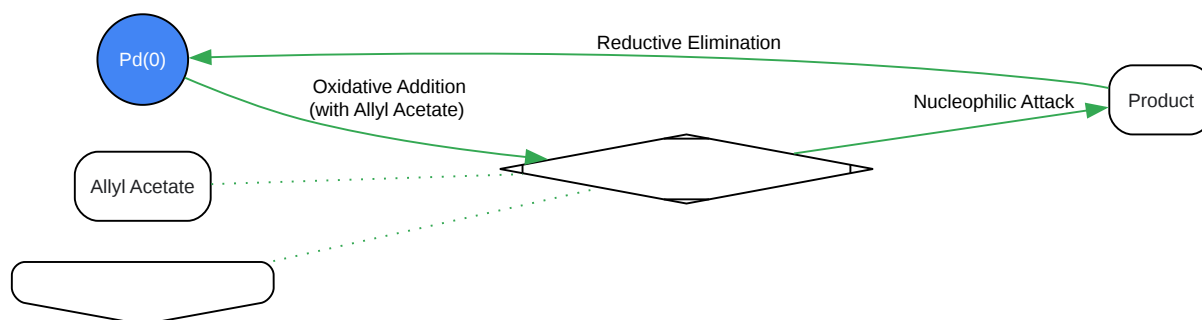 Pd(0)
Reductive Elimination
Oxidative Addition
(with Allyl Acetate)
Nucleophilic Attack
Product
Allyl Acetate